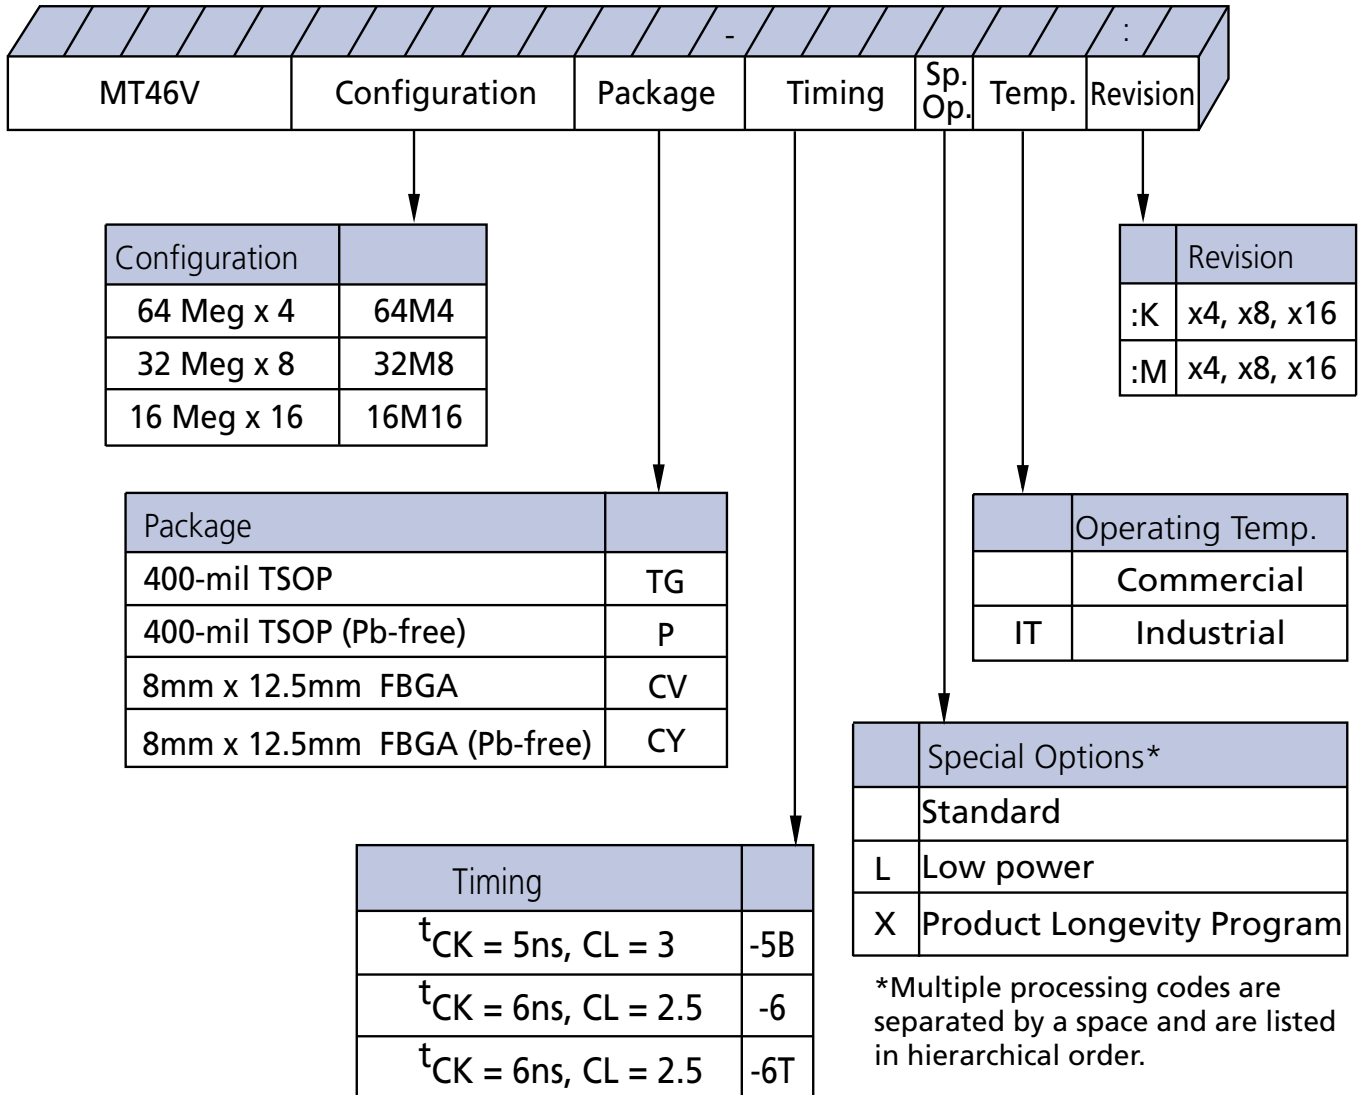 - :
MT46V Configuration Package Timing Sp. Op. Temp. Revision
Configuration
64 Meg x 4 64M4
32 Meg x 8 32M8
16 Meg x 16 16M16
Revision
:K x4, x8, x16
:M x4, x8, x16
Package
400-mil TSOP TG
400-mil TSOP (Pb-free) P
8mm x 12.5mm FBGA CV
8mm x 12.5mm FBGA (Pb-free) CY
Operating Temp.
Commercial
IT Industrial
Special Options*
Standard
L Low power
X Product Longevity Program
*Multiple processing codes are
separated by a space and are listed
in hierarchical order.
Timing
tCK = 5ns, CL = 3 -5B
tCK = 6ns, CL = 2.5 -6
tCK = 6ns, CL = 2.5 -6T